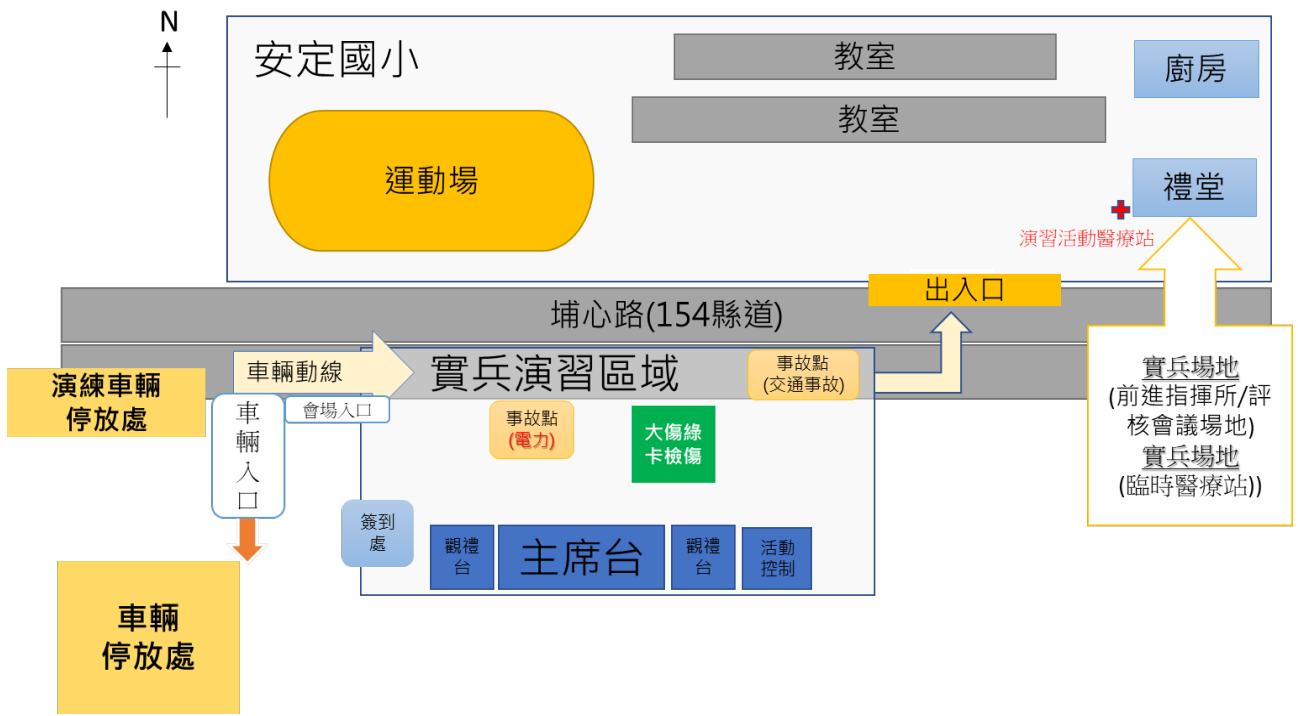 N
安定國小
教室
廚房
教室
運動場
禮堂
演習活動醫療站
出入口
埔心路(154縣道)
車輛動線
實兵演習區域
事故點
(交通事故)
演練車輛
停放處
會場入口
車
輛
入
口
事故點
(電力)
大傷綠
卡檢傷
實兵場地
(前進指揮所/評
核會議場地)
實兵場地
(臨時醫療站))
簽到
處
觀禮
台
主席台
觀禮
台
活動
控制
車輛
停放處